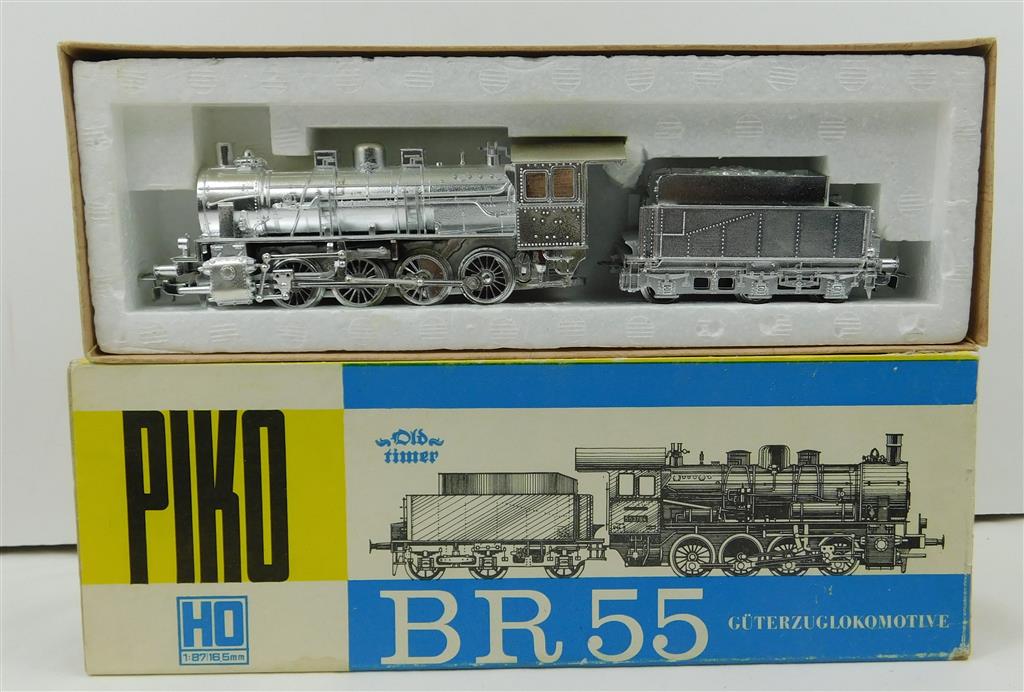 PIKO
Old
timer
HO
1:87/16,5mm
BR 55
GÜTERZUGLOKOMOTIVE